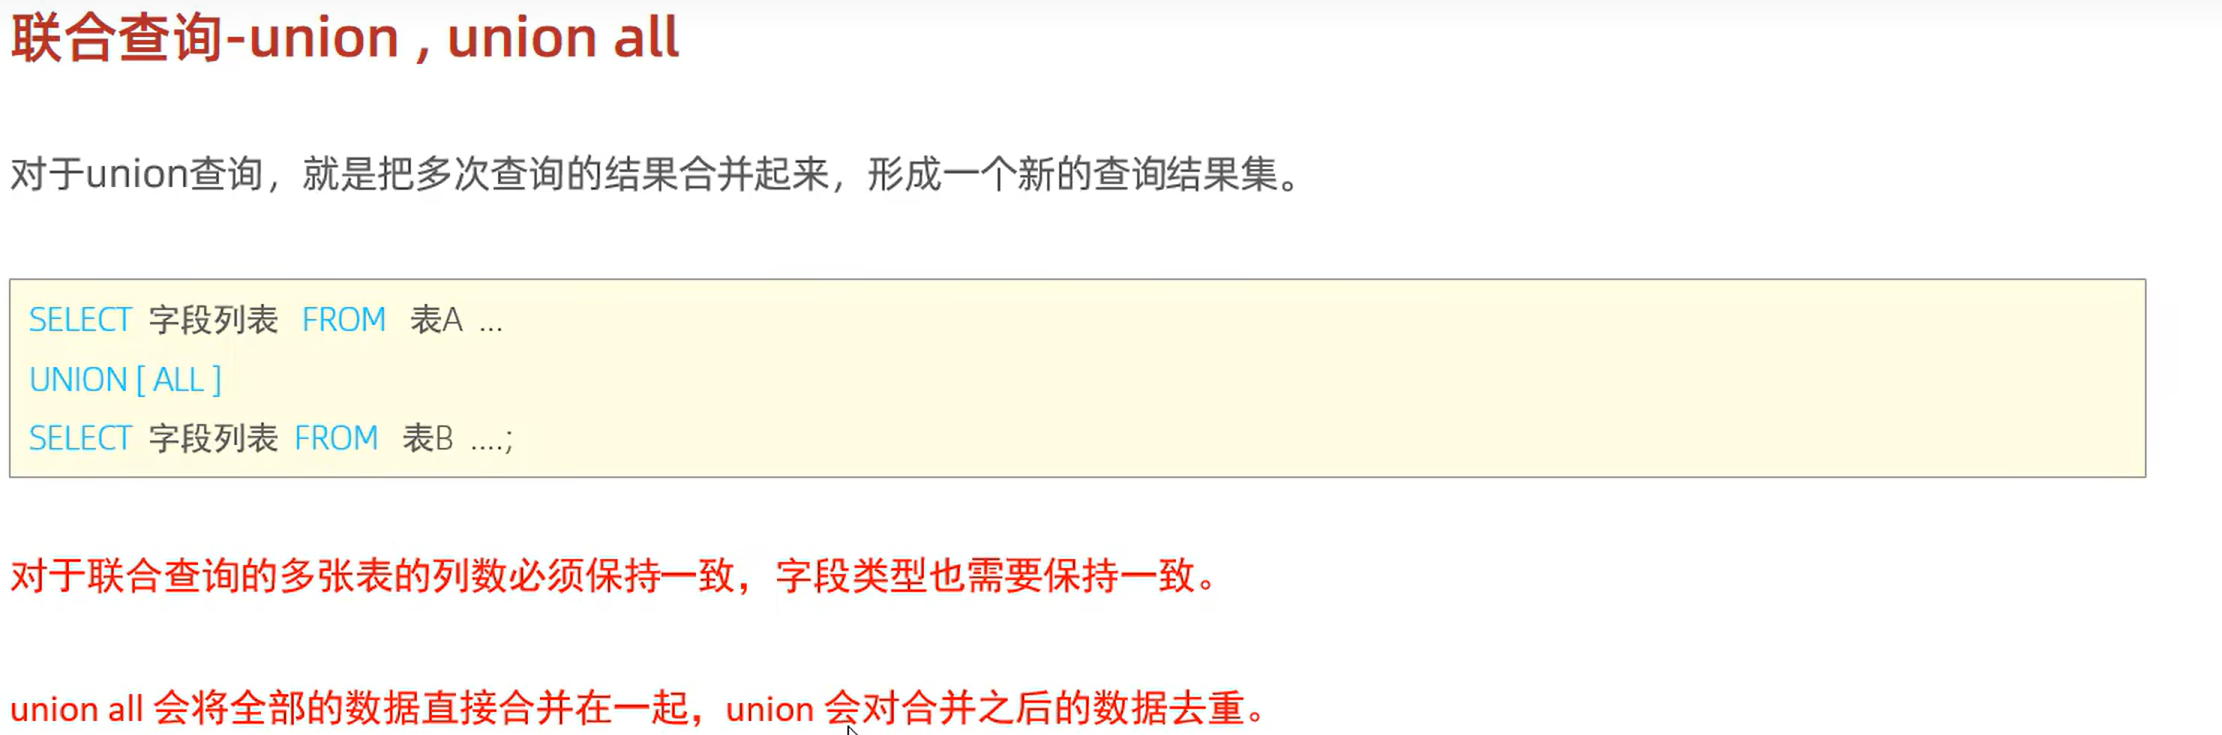 联合查询-union , union all
对于union查询，就是把多次查询的结果合并起来，形成一个新的查询结果集。
SELECT 字段列表 FROM 表A ...
UNION [ ALL ]
SELECT 字段列表 FROM 表B ....;
对于联合查询的多张表的列数必须保持一致，字段类型也需要保持一致。
union all 会将全部的数据直接合并在一起，union 会对合并之后的数据去重。